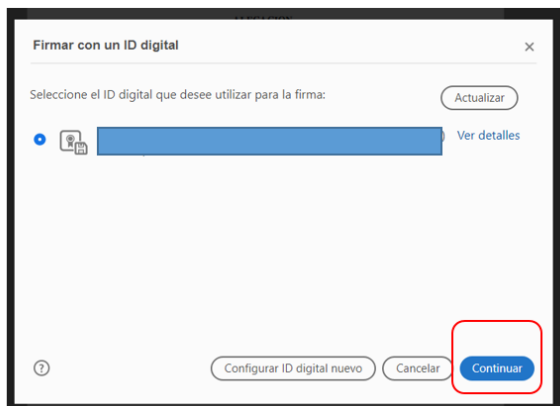 Firmar con un ID digital
Seleccione el ID digital que desee utilizar para la firma:
Actualizar
Ver detalles
Configurar ID digital nuevo
Cancelar
Continuar